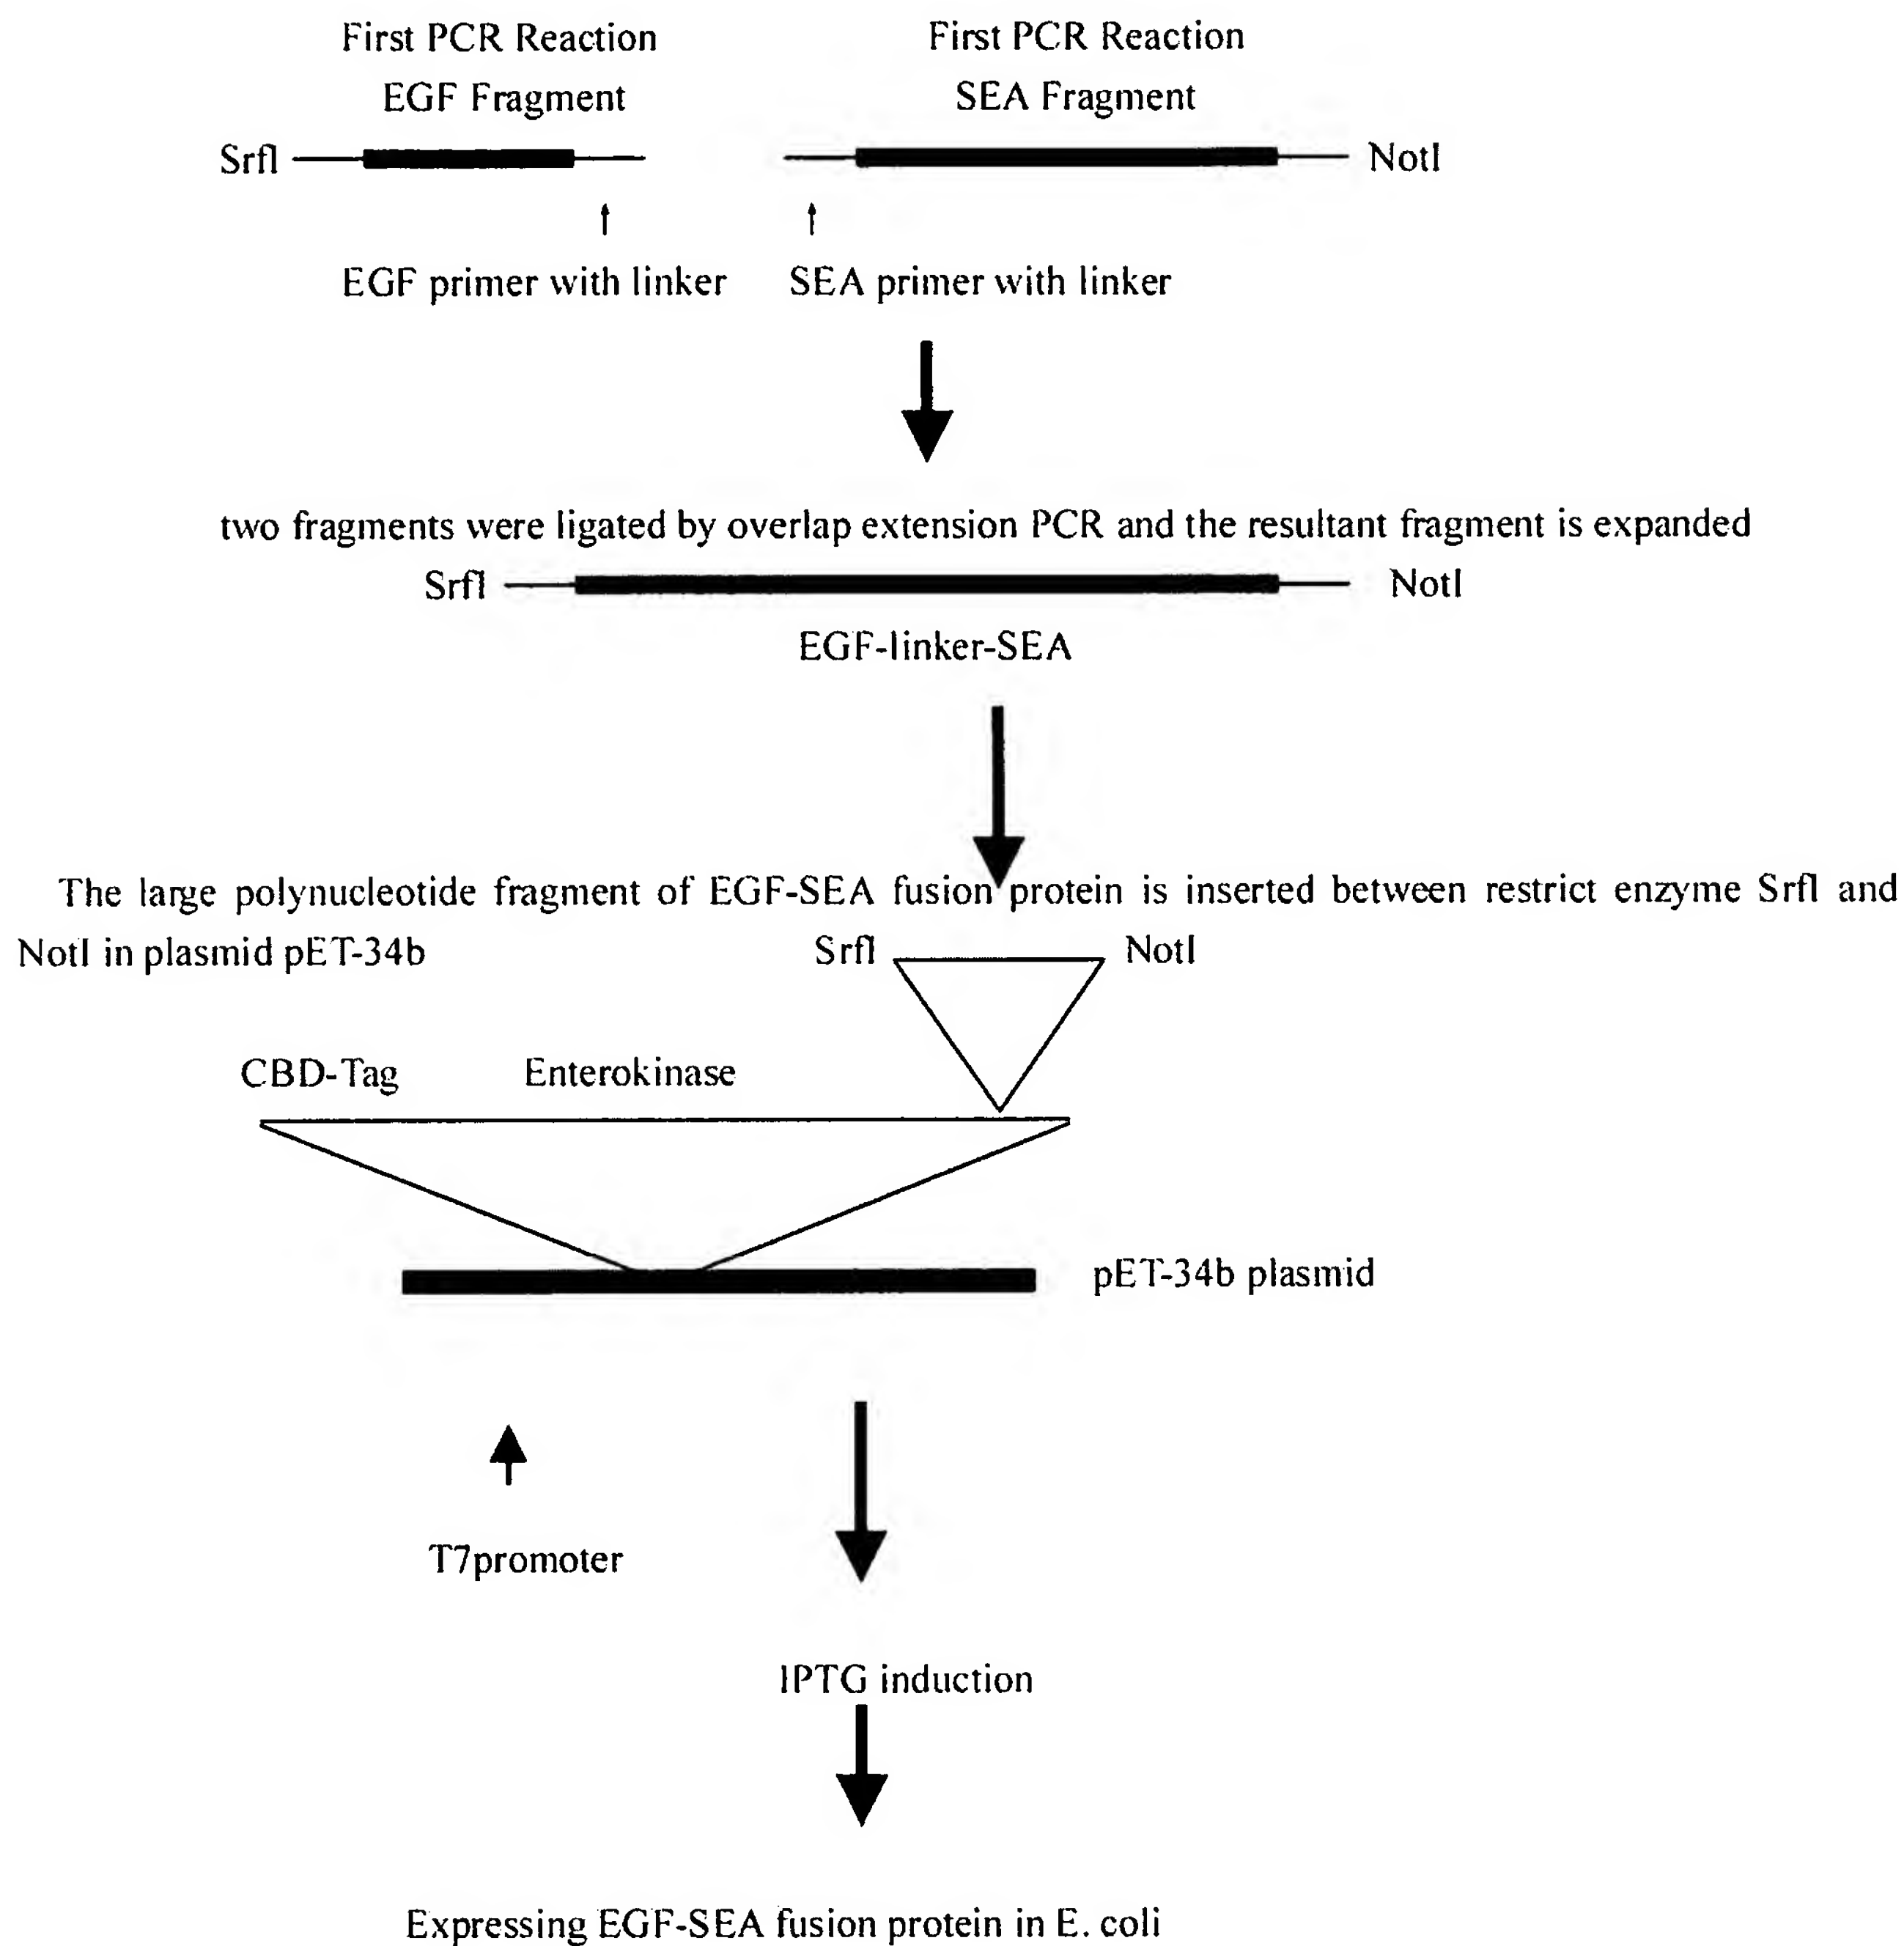 First PCR Reaction
First PCR Reaction
EGF Fragment
SEA Fragment
SrfI
NotI
EGF primer with linker
SEA primer with linker
two fragments were ligated by overlap extension PCR and the resultant fragment is expanded
SrfI
NotI
EGF-linker-SEA
The large polynucleotide fragment of EGF-SEA fusion protein is inserted between restrict enzyme SrfI and
NotI in plasmid pET-34b
SrfI
NotI
CBD-Tag
Enterokinase
pET-34b plasmid
T7promoter
IPTG induction
Expressing EGF-SEA fusion protein in E. coli